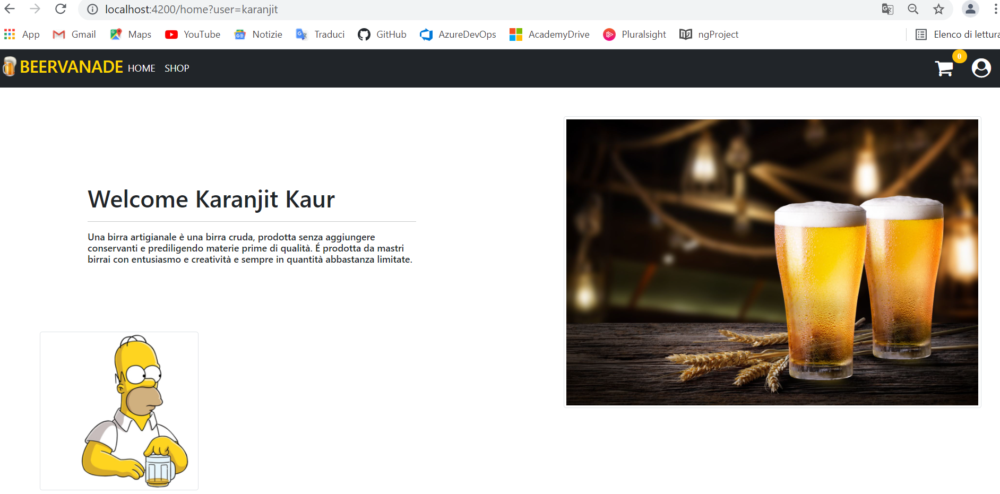 localhost:4200/home?user=karanjit
App Gmail Maps YouTube Notizie Traduci GitHub AzureDevOps AcademyDrive Pluralsight ngProject Elenco di lettura
BEERVANADE HOME SHOP 0
Welcome Karanjit Kaur
Una birra artigianale è una birra cruda, prodotta senza aggiungere
conservanti e prediligendo materie prime di qualità. É prodotta da mastri
birrai con entusiasmo e creatività e sempre in quantità abbastanza limitate.